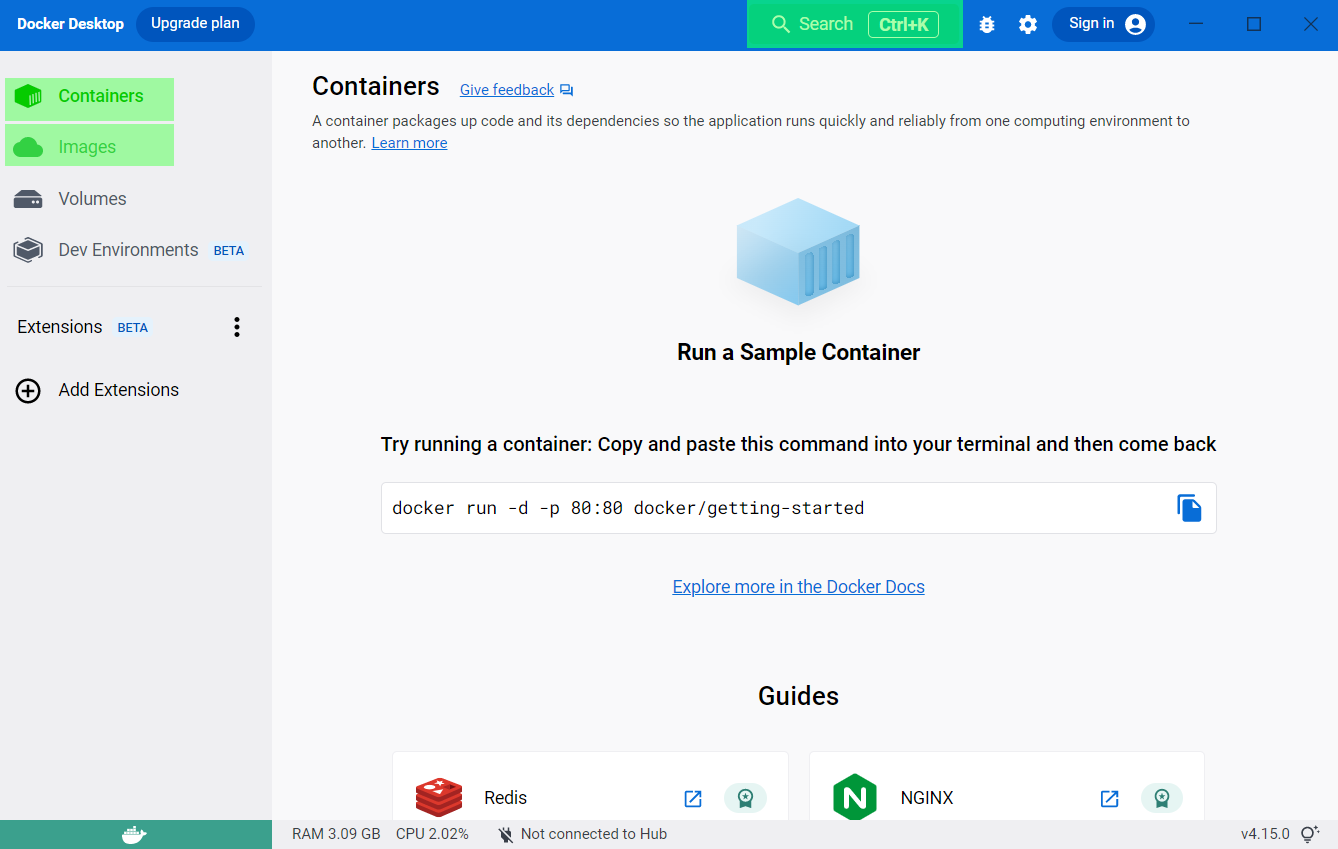 Docker Desktop Upgrade plan Search Ctrl+K Sign in
Containers
Images
Volumes
Dev Environments BETA
Extensions BETA
Add Extensions
Containers Give feedback
A container packages up code and its dependencies so the application runs quickly and reliably from one computing environment to
another. Learn more
Run a Sample Container
Try running a container: Copy and paste this command into your terminal and then come back
docker run -d -p 80:80 docker/getting-started
Explore more in the Docker Docs
Guides
Redis
NGINX
RAM 3.09 GB CPU 2.02% Not connected to Hub v4.15.0